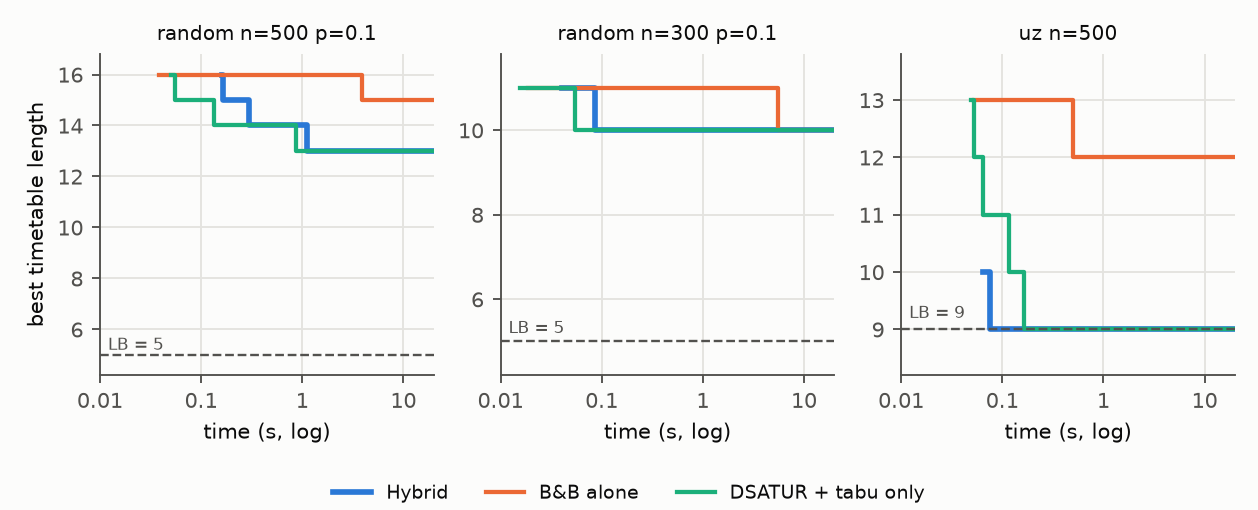 random n=500 p=0.1
best timetable length
16
14
12
10
8
6
LB = 5
0.01 0.1 1 10
time (s, log)
random n=300 p=0.1
10
8
6
LB = 5
0.01 0.1 1 10
time (s, log)
uz n=500
13
12
11
10
9
LB = 9
0.01 0.1 1 10
time (s, log)
Hybrid B&B alone DSATUR + tabu only